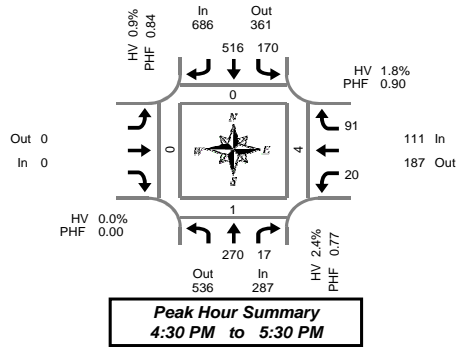 HV 0.9%
PHF 0.84
In Out
686 361
516 170
HV 1.8%
PHF 0.90
0
N
W E
S
0
4
91
20
Out 0
In 0
111 In
187 Out
HV 0.0%
PHF 0.00
1
270 17
HV 2.4%
PHF 0.77
Out In
536 287
Peak Hour Summary
4:30 PM to 5:30 PM